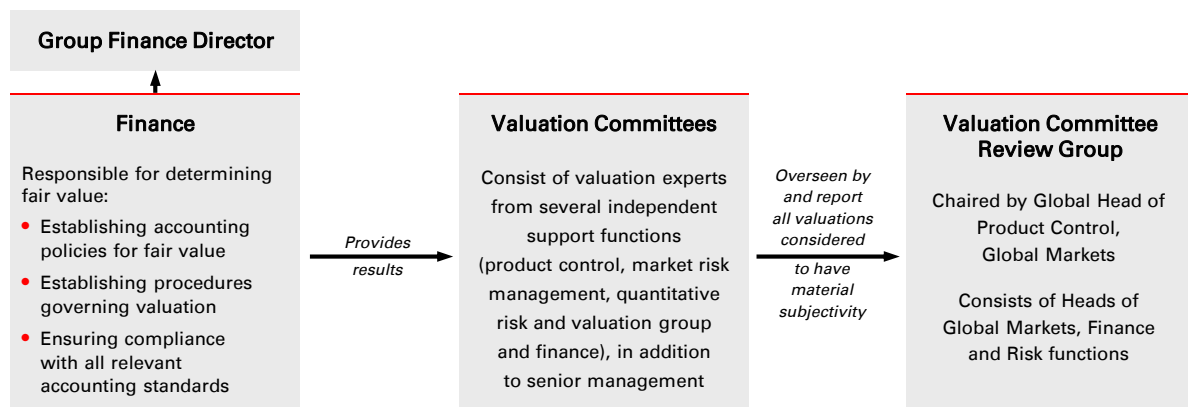 Group Finance Director
Finance
Responsible for determining
fair value:
• Establishing accounting
policies for fair value
• Establishing procedures
governing valuation
• Ensuring compliance
with all relevant
accounting standards
Provides
results
Valuation Committees
Consist of valuation experts
from several independent
support functions
(product control, market risk
management, quantitative
risk and valuation group
and finance), in addition
to senior management
Overseen by
and report
all valuations
considered
to have
material
subjectivity
Valuation Committee
Review Group
Chaired by Global Head of
Product Control,
Global Markets
Consists of Heads of
Global Markets, Finance
and Risk functions